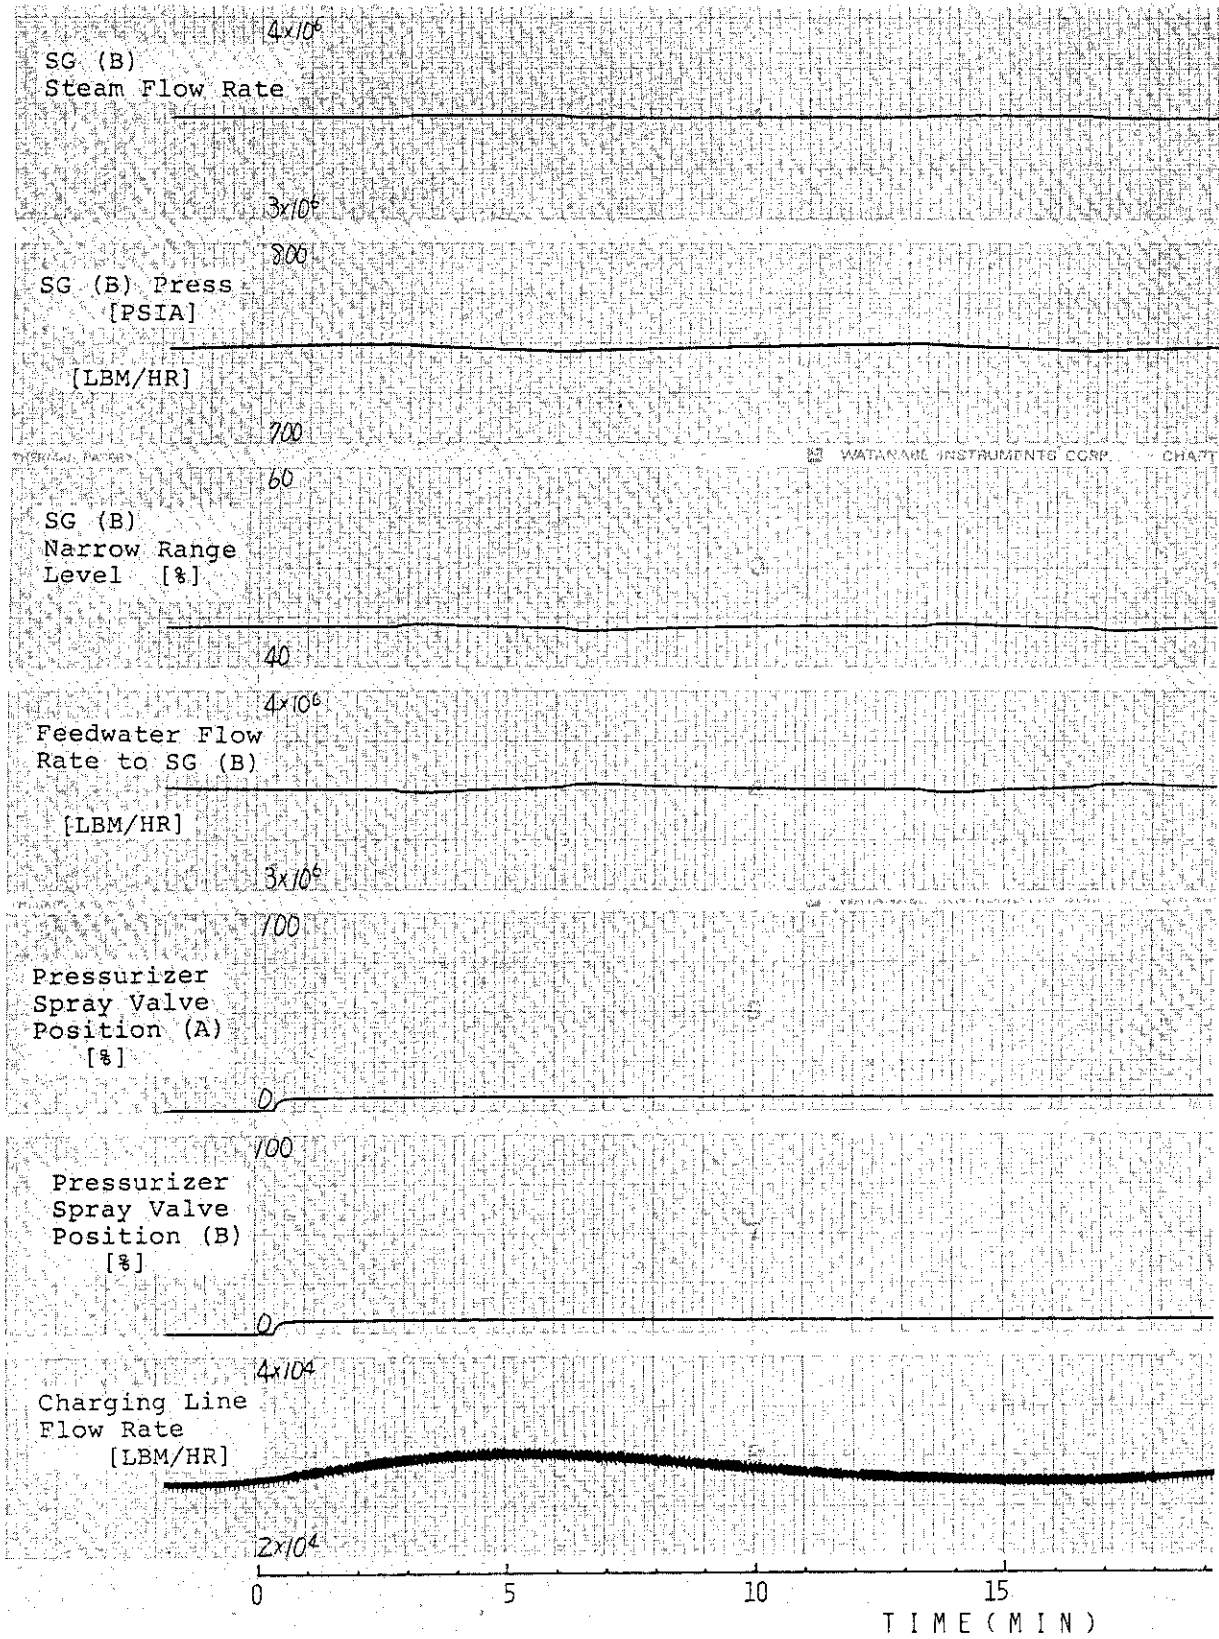 4x10⁶
SG (B)
Steam Flow Rate
3x10⁶
800
SG (B) Press
[PSIA]
[LBM/HR]
700
WATANABE INSTRUMENTS CORP. CHART
60
SG (B)
Narrow Range
Level [%]
40
4x10⁶
Feedwater Flow
Rate to SG (B)
[LBM/HR]
3x10⁶
100
Pressurizer
Spray Valve
Position (A)
[%]
0
100
Pressurizer
Spray Valve
Position (B)
[%]
0
4x10⁴
Charging Line
Flow Rate
[LBM/HR]
2x10⁴
0 5 10 15
TIME(MIN)